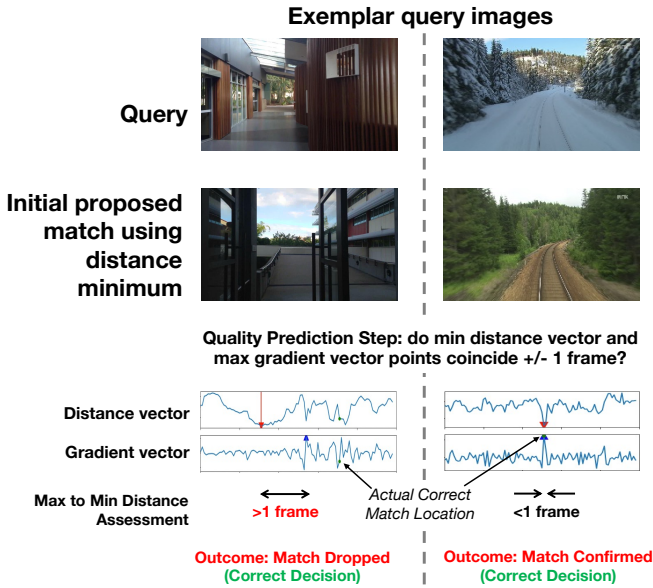 Exemplar query images
Query
Initial proposed
match using
distance
minimum
Quality Prediction Step: do min distance vector and
max gradient vector points coincide +/- 1 frame?
Distance vector
Gradient vector
Max to Min Distance
Assessment
>1 frame
Actual Correct
Match Location
<1 frame
Outcome: Match Dropped
(Correct Decision)
Outcome: Match Confirmed
(Correct Decision)